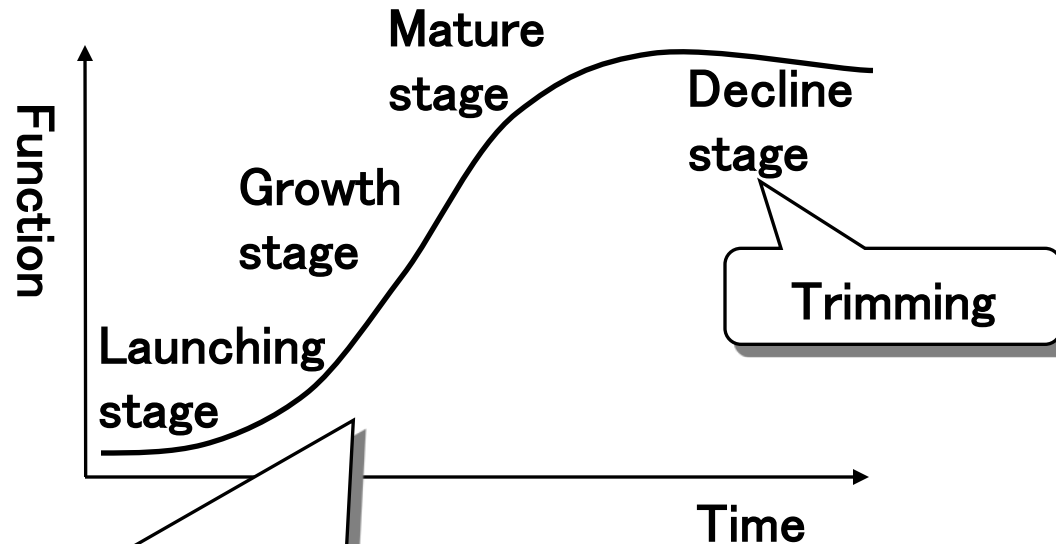 Mature
stage
Decline
stage
Growth
stage
Function
Trimming
Launching
stage
Time